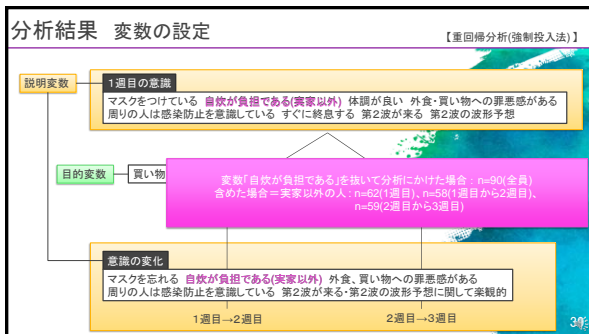 分析結果 変数の設定
【重回帰分析(強制投入法)】
説明変数
1週目の意識
マスクをつけている 自炊が負担である(実家以外) 体調が良い 外食・買い物への罪悪感がある
周りの人は感染防止を意識している すぐに終息する 第2波が来る 第2波の波形予想
目的変数
買い物
変数「自炊が負担である」を抜いて分析にかけた場合：n=90(全員)
含めた場合＝実家以外の人：n=62(1週目)、n=58(1週目から2週目)、
n=59(2週目から3週目)
意識の変化
マスクを忘れる 自炊が負担である(実家以外) 外食、買い物への罪悪感がある
周りの人は感染防止を意識している 第2波が来る・第2波の波形予想に関して楽観的
1週目→2週目
2週目→3週目